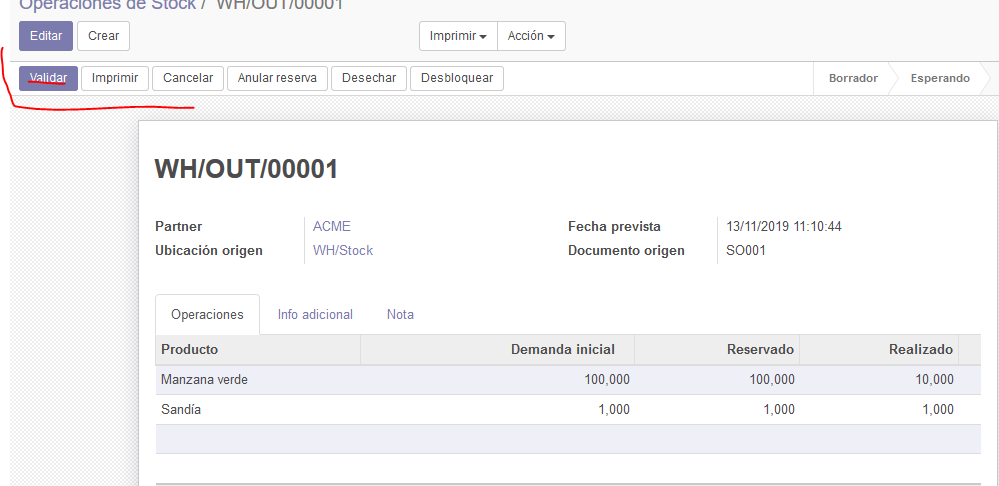 Operaciones de Stock / WH/OUT/00001
Editar Crear Imprimir Acción
Validar Imprimir Cancelar Anular reserva Desechar Desbloquear Borrador Esperando
WH/OUT/00001
Partner ACME Fecha prevista 13/11/2019 11:10:44
Ubicación origen WH/Stock Documento origen SO001
Operaciones Info adicional Nota
Producto Demanda inicial Reservado Realizado
Manzana verde 100,000 100,000 10,000
Sandía 1,000 1,000 1,000